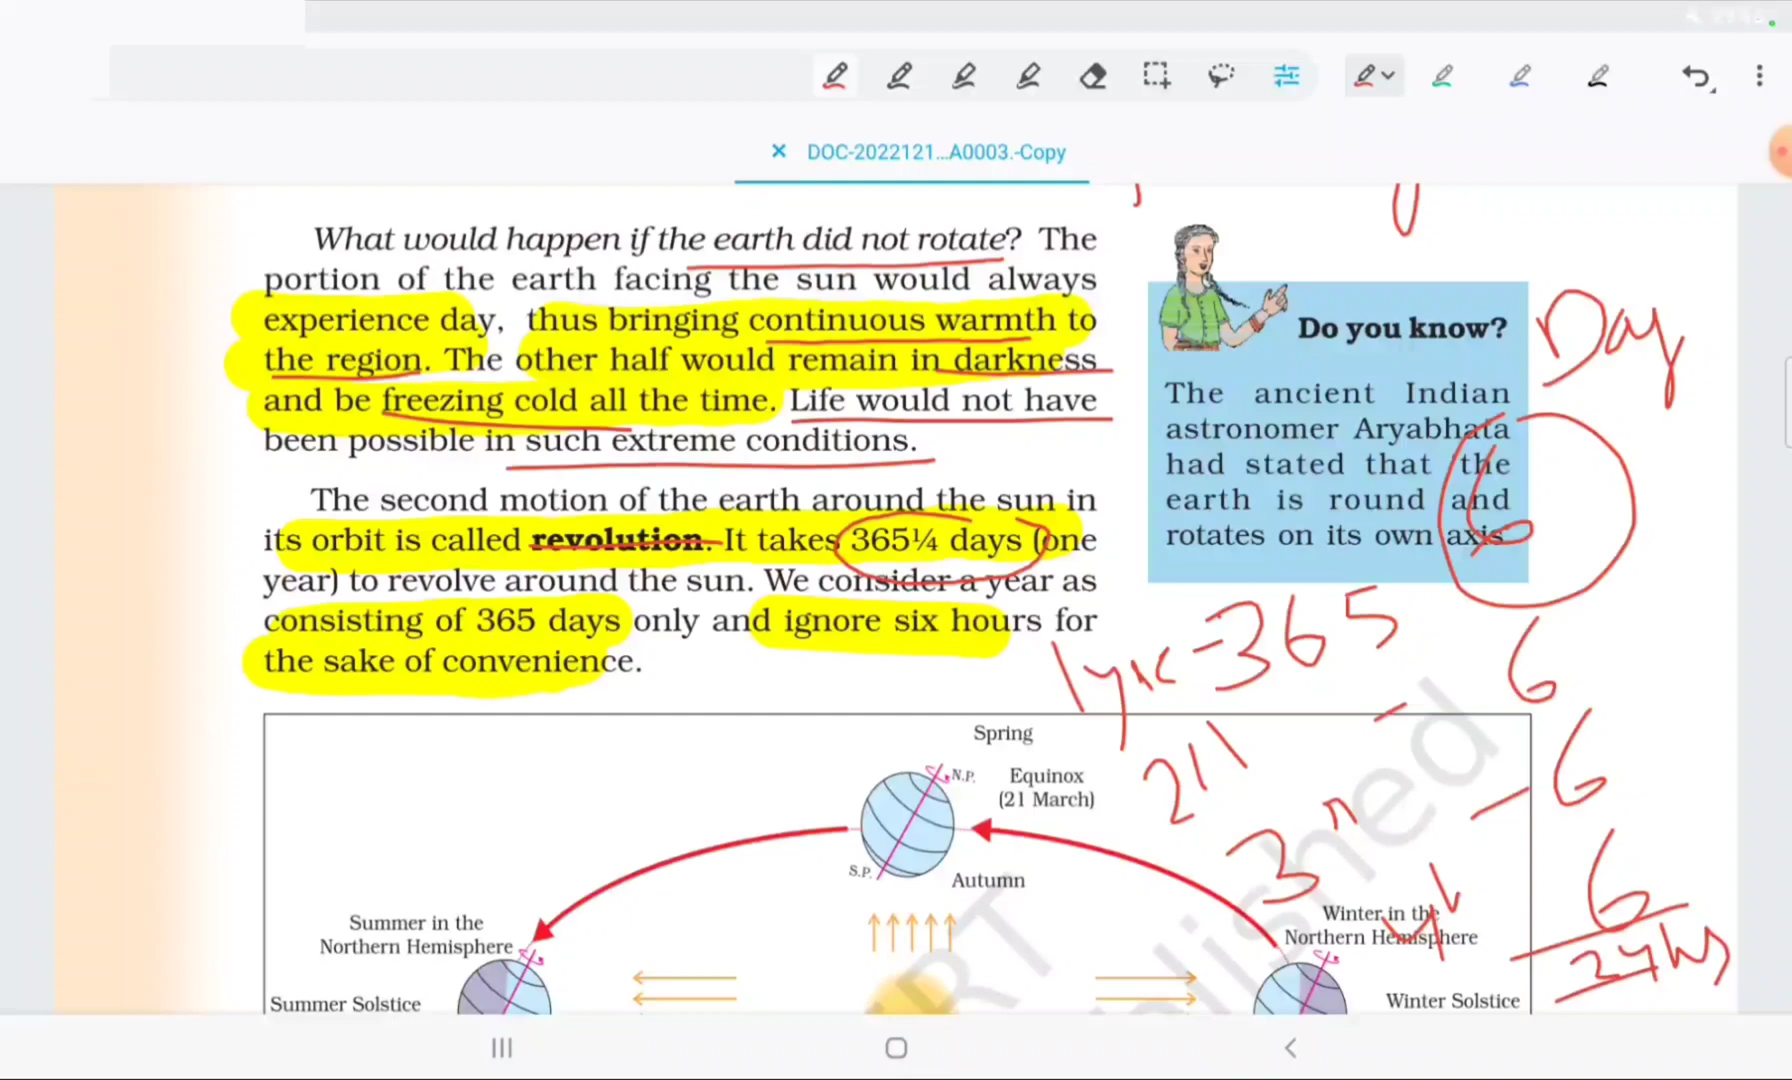 DOC-2022121...A0003.-Copy
What would happen if the earth did not rotate? The
portion of the earth facing the sun would always
experience day, thus bringing continuous warmth to
the region. The other half would remain in darkness
and be freezing cold all the time. Life would not have
been possible in such extreme conditions.
The second motion of the earth around the sun in
its orbit is called revolution. It takes 365¼ days (one
year) to revolve around the sun. We consider a year as
consisting of 365 days only and ignore six hours for
the sake of convenience.
Do you know?
The ancient Indian
astronomer Aryabhata
had stated that 'the
earth is round and
rotates on its own axis'
Day
6
1yr = 365
6
2 11
- 6
3 "
6
4
24hrs
Spring
N.P.
Equinox
(21 March)
S.P.
Autumn
Summer in the
Northern Hemisphere
Winter in the
Northern Hemisphere
Summer Solstice
Winter Solstice